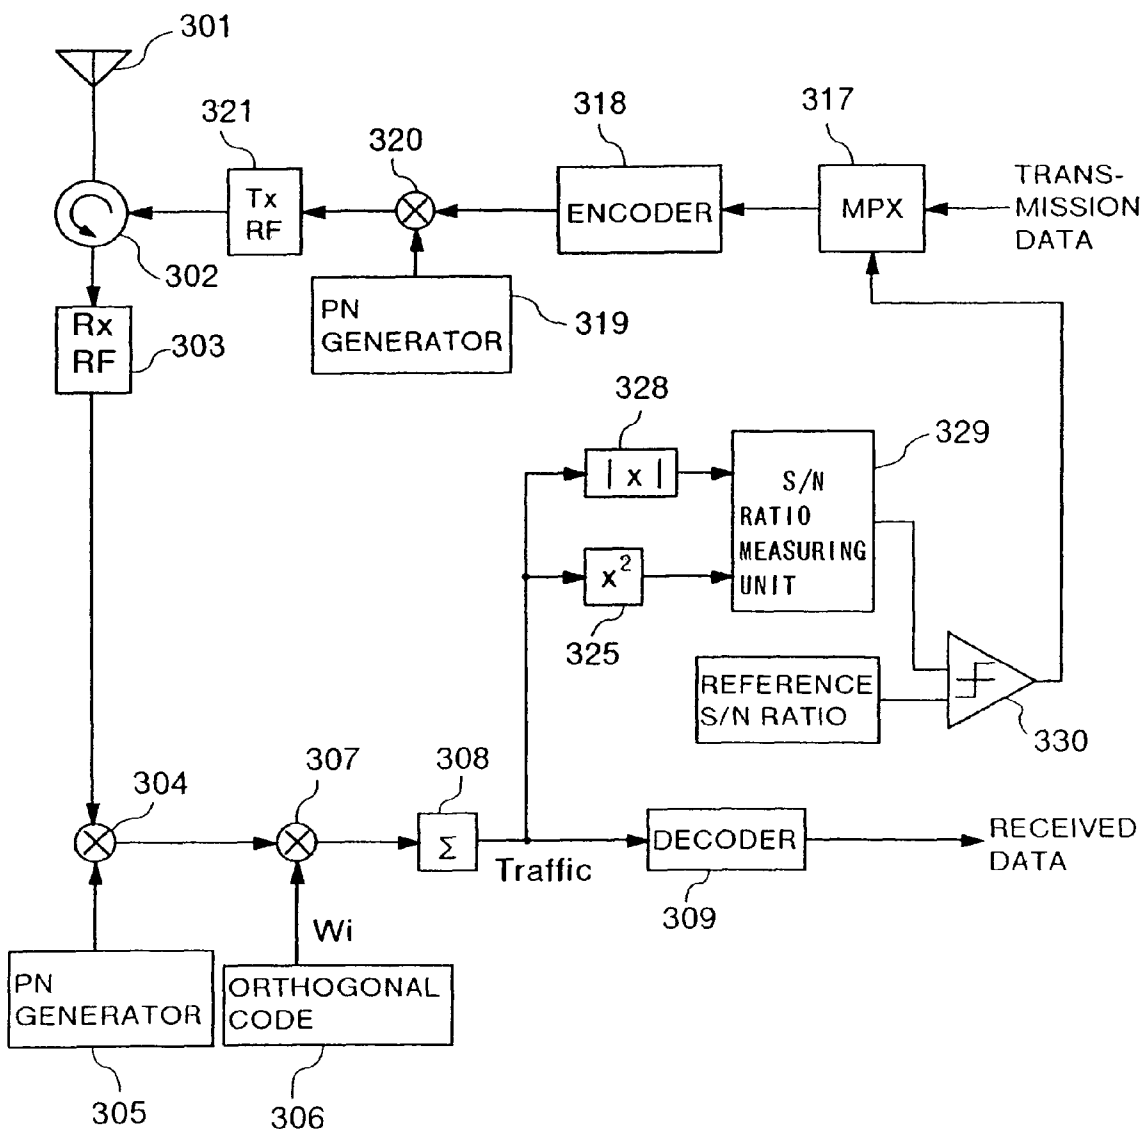 301
321
320
318
317
Tx
RF
ENCODER
MPX
TRANS-
MISSION
DATA
302
PN
GENERATOR
319
Rx
RF
303
328
329
| x |
S/N
RATIO
MEASURING
UNIT
x²
325
REFERENCE
S/N RATIO
330
304
307
308
Σ
Traffic
DECODER
309
RECEIVED
DATA
Wi
PN
GENERATOR
ORTHOGONAL
CODE
305
306